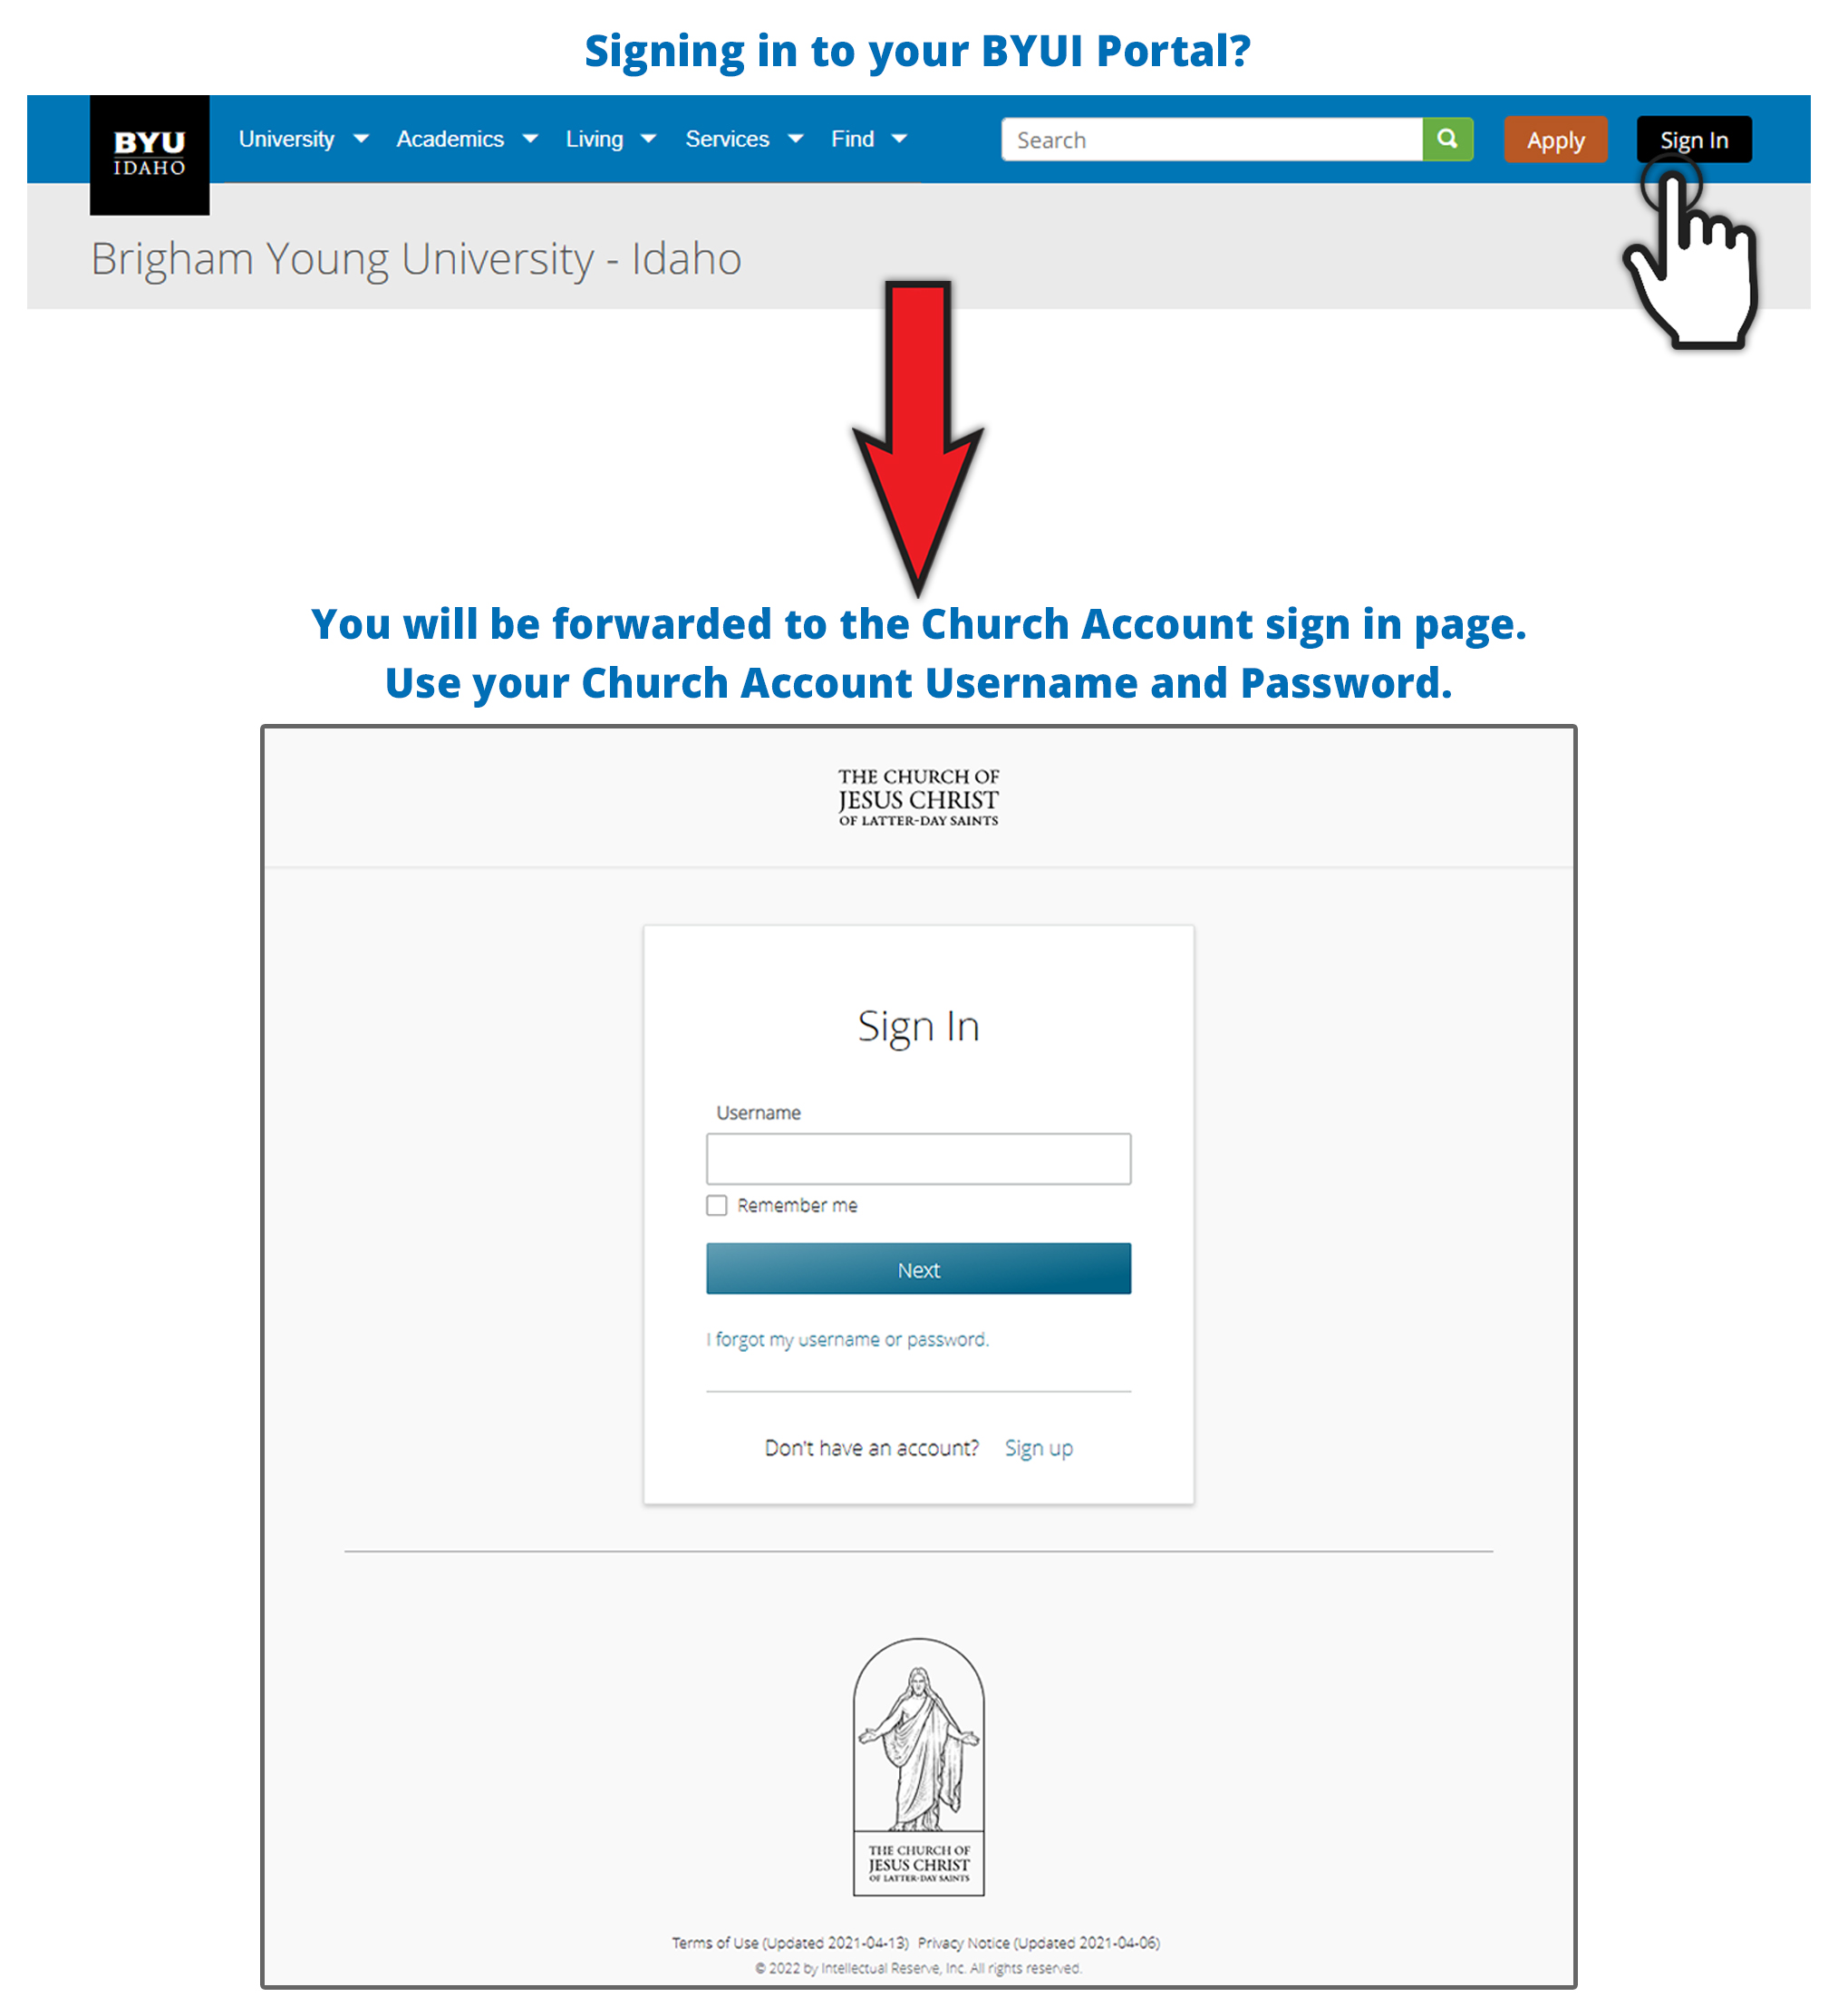 Signing in to your BYUI Portal?
BYU
IDAHO
University Academics Living Services Find Search Apply Sign In
Brigham Young University - Idaho
You will be forwarded to the Church Account sign in page.
Use your Church Account Username and Password.
THE CHURCH OF
JESUS CHRIST
OF LATTER-DAY SAINTS
Sign In
Username
Remember me
Next
I forgot my username or password.
Don't have an account? Sign up
THE CHURCH OF
JESUS CHRIST
OF LATTER-DAY SAINTS
Terms of Use (Updated 2021-04-13) Privacy Notice (Updated 2021-04-06)
© 2022 by Intellectual Reserve, Inc. All rights reserved.